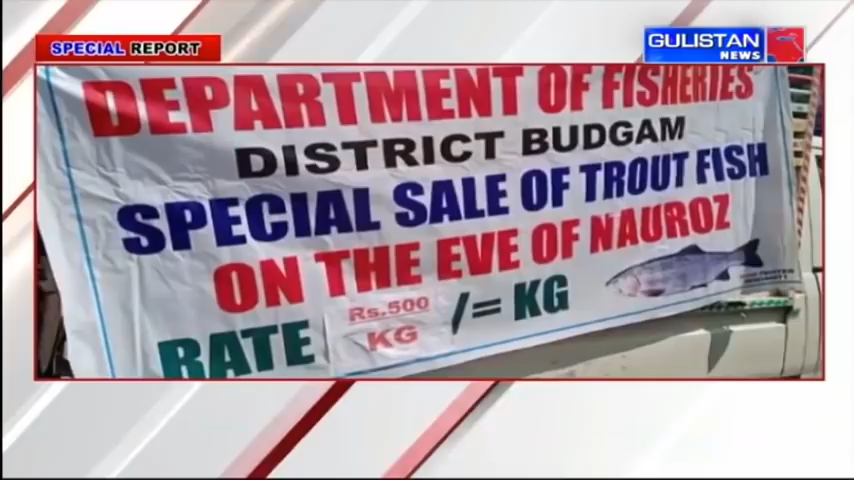 SPECIAL REPORT
GULISTAN
NEWS
DEPARTMENT OF FISHERIES
DISTRICT BUDGAM
SPECIAL SALE OF TROUT FISH
ON THE EVE OF NAUROZ
RATE Rs.500 /= KG
KG